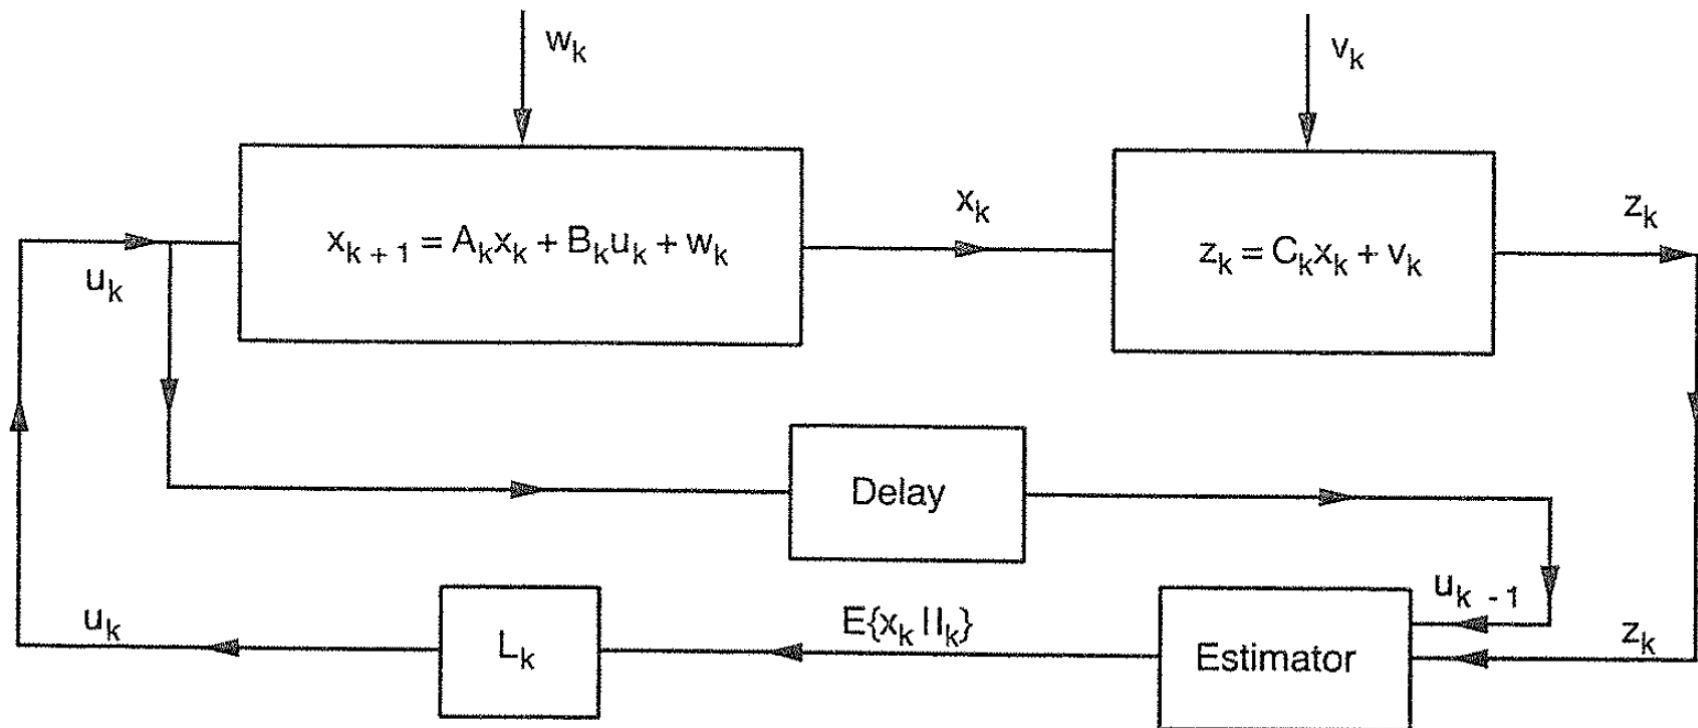 w_k
v_k
x_{k+1} = A_k x_k + B_k u_k + w_k
x_k
z_k = C_k x_k + v_k
z_k
u_k
Delay
u_k
L_k
E{x_k | I_k}
Estimator
u_{k-1}
z_k